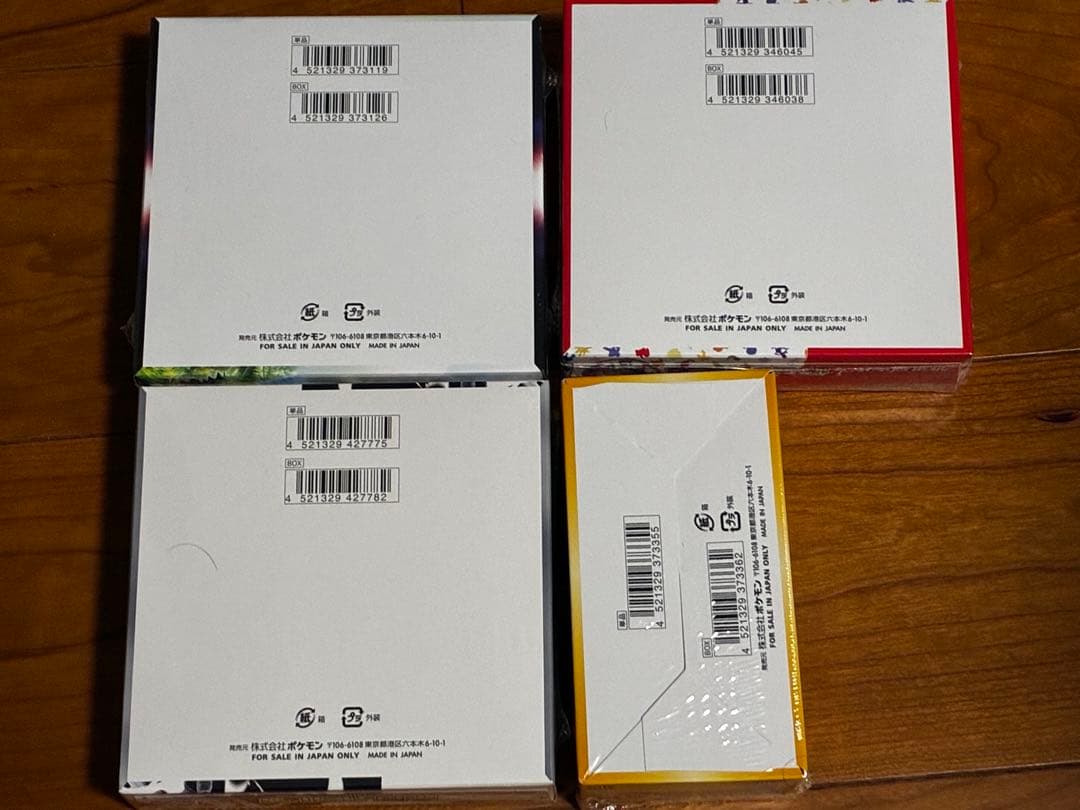 単品
4 521329 373119
BOX
4 521329 373126
紙 箱 プラ 外装
発売元 株式会社ポケモン 〒106-6108 東京都港区六本木6-10-1
FOR SALE IN JAPAN ONLY MADE IN JAPAN
単品
4 521329 346045
BOX
4 521329 346038
紙 箱 プラ 外装
発売元 株式会社ポケモン 〒106-6108 東京都港区六本木6-10-1
FOR SALE IN JAPAN ONLY MADE IN JAPAN
単品
4 521329 427775
BOX
4 521329 427782
紙 箱 プラ 外装
発売元 株式会社ポケモン 〒106-6108 東京都港区六本木6-10-1
FOR SALE IN JAPAN ONLY MADE IN JAPAN
単品
4 521329 373355
BOX
4 521329 373362
紙 箱 プラ 外装
発売元 株式会社ポケモン 〒106-6108 東京都港区六本木6-10-1
FOR SALE IN JAPAN ONLY MADE IN JAPAN